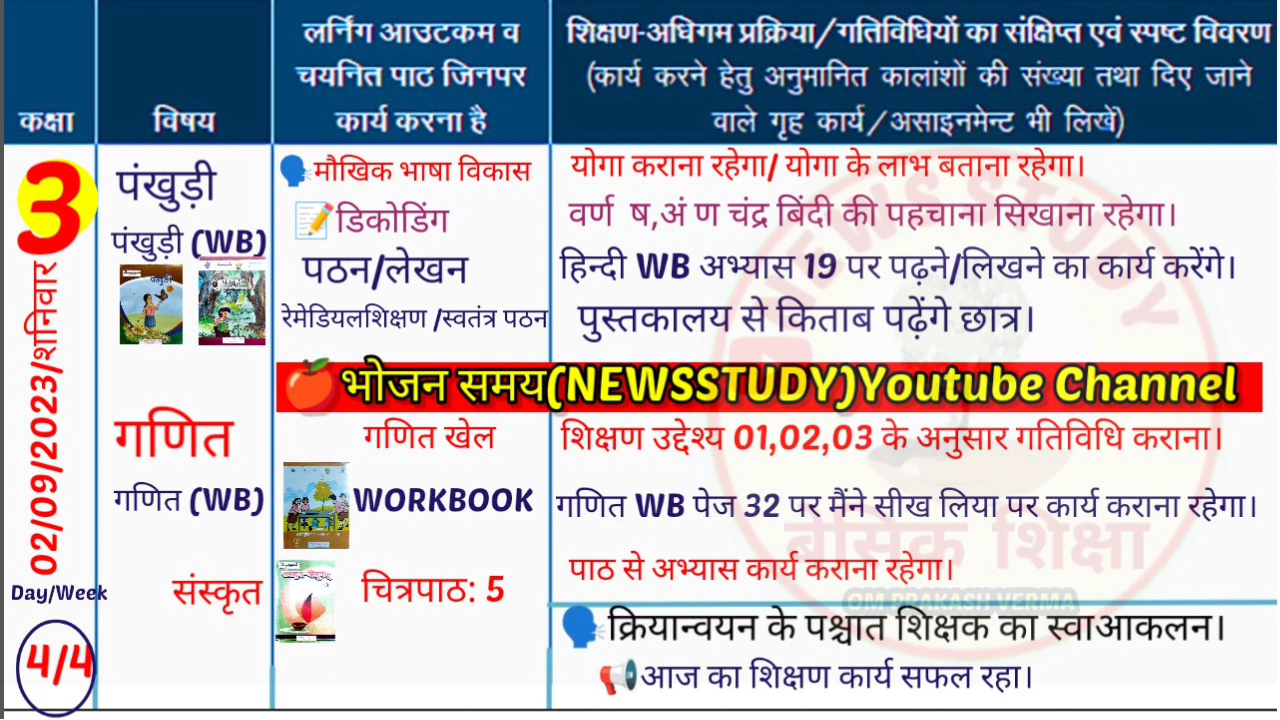 कक्षा
विषय
लर्निंग आउटकम व
चयनित पाठ जिनपर
कार्य करना है
शिक्षण-अधिगम प्रक्रिया/गतिविधियों का संक्षिप्त एवं स्पष्ट विवरण
(कार्य करने हेतु अनुमानित कालांशों की संख्या तथा दिए जाने
वाले गृह कार्य/असाइनमेन्ट भी लिखें)
3
02/09/2023/शनिवार
Day/Week
4/4
पंखुड़ी
पंखुड़ी (WB)
🗣️मौखिक भाषा विकास
योगा कराना रहेगा/ योगा के लाभ बताना रहेगा।
📝डिकोडिंग
वर्ण ष,अं ण चंद्र बिंदी की पहचाना सिखाना रहेगा।
पठन/लेखन
हिन्दी WB अभ्यास 19 पर पढ़ने/लिखने का कार्य करेंगे।
रेमेडियलशिक्षण /स्वतंत्र पठन
पुस्तकालय से किताब पढ़ेंगे छात्र।
🍎भोजन समय(NEWSSTUDY)Youtube Channel
गणित
गणित खेल
शिक्षण उद्देश्य 01,02,03 के अनुसार गतिविधि कराना।
गणित (WB)
WORKBOOK
गणित WB पेज 32 पर मैंने सीख लिया पर कार्य कराना रहेगा।
संस्कृत
चित्रपाठ: 5
पाठ से अभ्यास कार्य कराना रहेगा।
🗣️क्रियान्वयन के पश्चात शिक्षक का स्वाआकलन।
📢आज का शिक्षण कार्य सफल रहा।
NEWS STUDY
बेसिक शिक्षा
OM PRAKASH VERMA